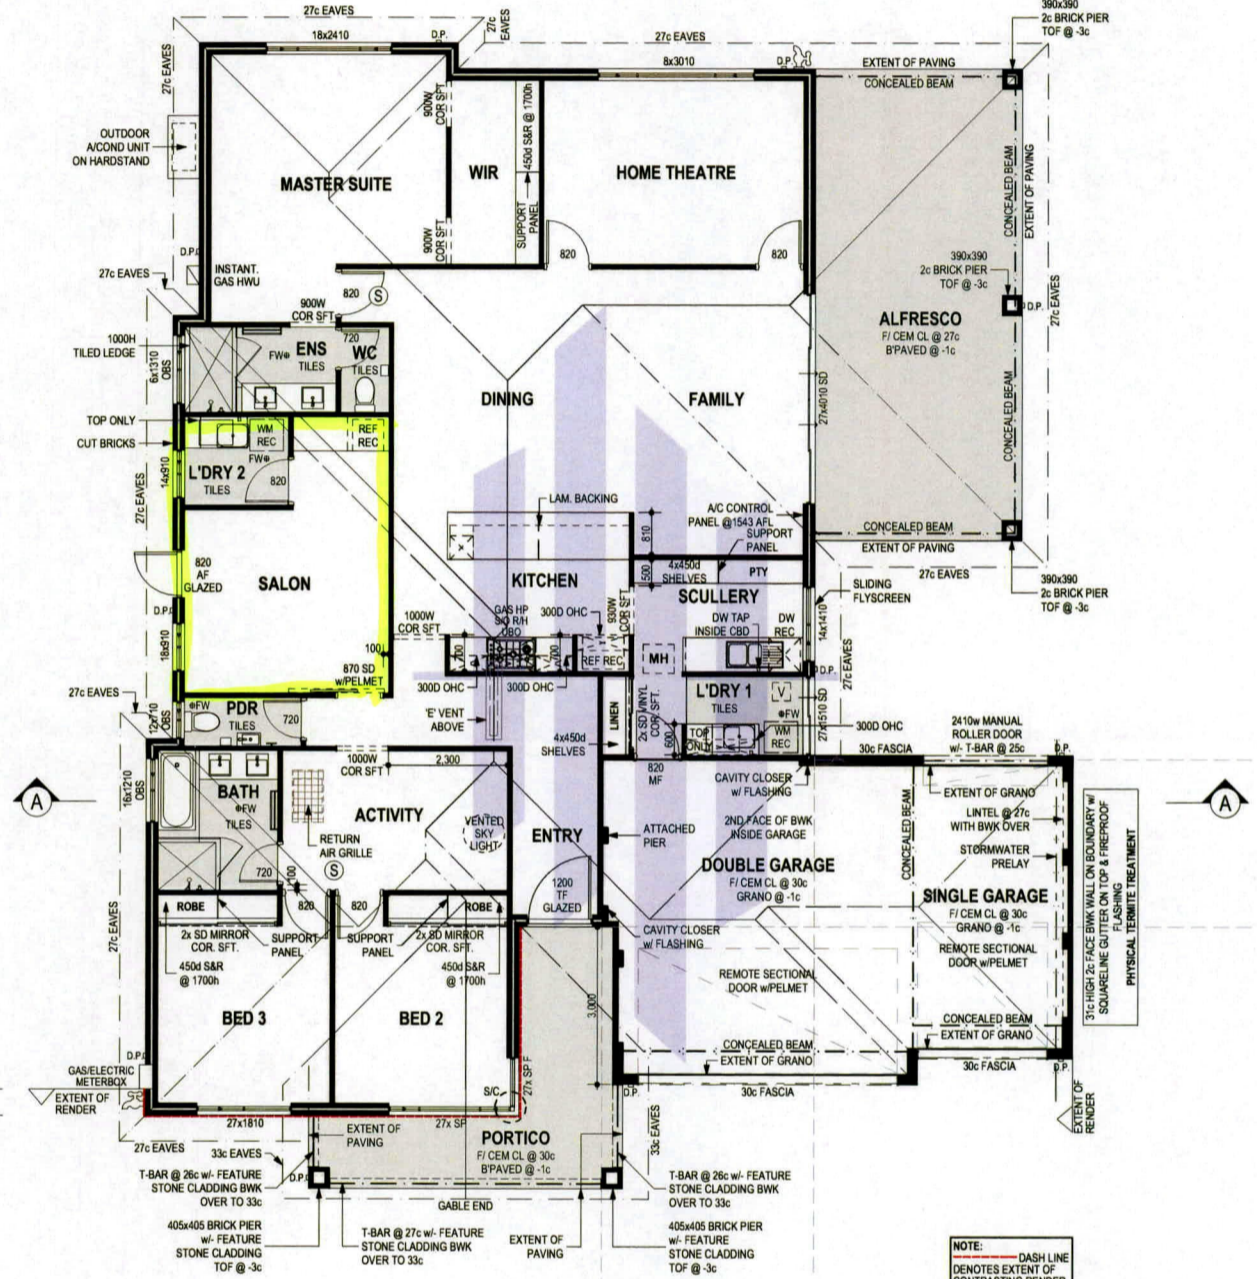 27c EAVES
18x2410
D.P.
27c EAVES
27c EAVES
8x3010
D.P.
390x390
2c BRICK PIER
TOF @ -3c
EXTENT OF PAVING
CONCEALED BEAM
27c EAVES
OUTDOOR
A/COND UNIT
ON HARDSTAND
MASTER SUITE
900W
COR SFT
WIR
450d S&R @ 1700h
SUPPORT
PANEL
HOME THEATRE
CONCEALED BEAM
EXTENT OF PAVING
900W
COR SFT
820
820
D.P.
INSTANT.
GAS HWU
27c EAVES
820
S
900W
COR SFT
390x390
2c BRICK PIER
TOF @ -3c
D.P.
27c EAVES
ALFRESCO
F/ CEM CL @ 27c
B'PAVED @ -1c
1000H
TILED LEDGE
6x1310
OBS
FW
ENS
TILES
720
WC
TILES
DINING
FAMILY
27x4010 SD
CONCEALED BEAM
TOP ONLY
CUT BRICKS
WM
REC
REF
REC
FW
L'DRY 2
TILES
820
14x910
27c EAVES
LAM. BACKING
810
A/C CONTROL
PANEL @1543 AFL
SUPPORT
PANEL
CONCEALED BEAM
EXTENT OF PAVING
27c EAVES
390x390
2c BRICK PIER
TOF @ -3c
820
AF
GLAZED
SALON
KITCHEN
500
4x450d
SHELVES
PTY
SCULLERY
SLIDING
FLYSCREEN
D.P.
18x910
1000W
COR SFT
GAS HP
S/O R/H
UBO
300D OHC
900W
COR SFT
DW TAP
INSIDE CBD
DW
REC
14x1410
27c EAVES
100
870 SD
w/PELMET
700
700
REF REC
MH
D.P.
300D OHC
300D OHC
27c EAVES
12x710
OBS
FW
PDR
TILES
720
'E' VENT
ABOVE
LINEN
2x SD VINYL
COR. SFT.
L'DRY 1
TILES
V
FW
27x1510 SD
300D OHC
4x450d
SHELVES
600
TOP
ONLY
WM
REC
2410w MANUAL
ROLLER DOOR
w/- T-BAR @ 25c
D.P.
30c FASCIA
1000W
COR SFT
2,300
820
MF
CAVITY CLOSER
w/ FLASHING
EXTENT OF GRANO
A
16x1210
OBS
BATH
FW
TILES
ACTIVITY
VENTED
SKY
LIGHT
ENTRY
ATTACHED
PIER
2ND FACE OF BWK
INSIDE GARAGE
CONCEALED BEAM
LINTEL @ 27c
WITH BWK OVER
STORMWATER
PRELAY
A
RETURN
AIR GRILLE
S
DOUBLE GARAGE
F/ CEM CL @ 30c
GRANO @ -1c
SINGLE GARAGE
F/ CEM CL @ 30c
GRANO @ -1c
REMOTE SECTIONAL
DOOR w/PELMET
31c HIGH 2c FACE BWK WALL ON BOUNDARY w/
SQUARELINE GUTTER ON TOP & FIREPROOF
FLASHING
PHYSICAL TERMITE TREATMENT
720
100
1200
TF
GLAZED
ROBE
820
820
ROBE
27c EAVES
2x SD MIRROR
COR. SFT.
SUPPORT
PANEL
SUPPORT
PANEL
2x SD MIRROR
COR. SFT.
CAVITY CLOSER
w/ FLASHING
450d S&R
@ 1700h
450d S&R
@ 1700h
REMOTE SECTIONAL
DOOR w/PELMET
BED 3
BED 2
3,000
CONCEALED BEAM
EXTENT OF GRANO
CONCEALED BEAM
EXTENT OF GRANO
D.P.
GAS/ELECTRIC
METERBOX
EXTENT OF
RENDER
S/C
27x SP F
D.P.
30c FASCIA
30c FASCIA
D.P.
EXTENT OF
RENDER
27x1810
27x SF
27c EAVES
33c EAVES
EXTENT OF
PAVING
PORTICO
F/ CEM CL @ 30c
B'PAVED @ -1c
33c EAVES
T-BAR @ 26c w/- FEATURE
STONE CLADDING BWK
OVER TO 33c
D.P.
T-BAR @ 26c w/- FEATURE
STONE CLADDING BWK
OVER TO 33c
GABLE END
405x405 BRICK PIER
w/- FEATURE
STONE CLADDING
TOF @ -3c
T-BAR @ 27c w/- FEATURE
STONE CLADDING BWK
OVER TO 33c
EXTENT OF
PAVING
405x405 BRICK PIER
w/- FEATURE
STONE CLADDING
TOF @ -3c
NOTE:
DASH LINE
DENOTES EXTENT OF
CONTRASTING RENDER